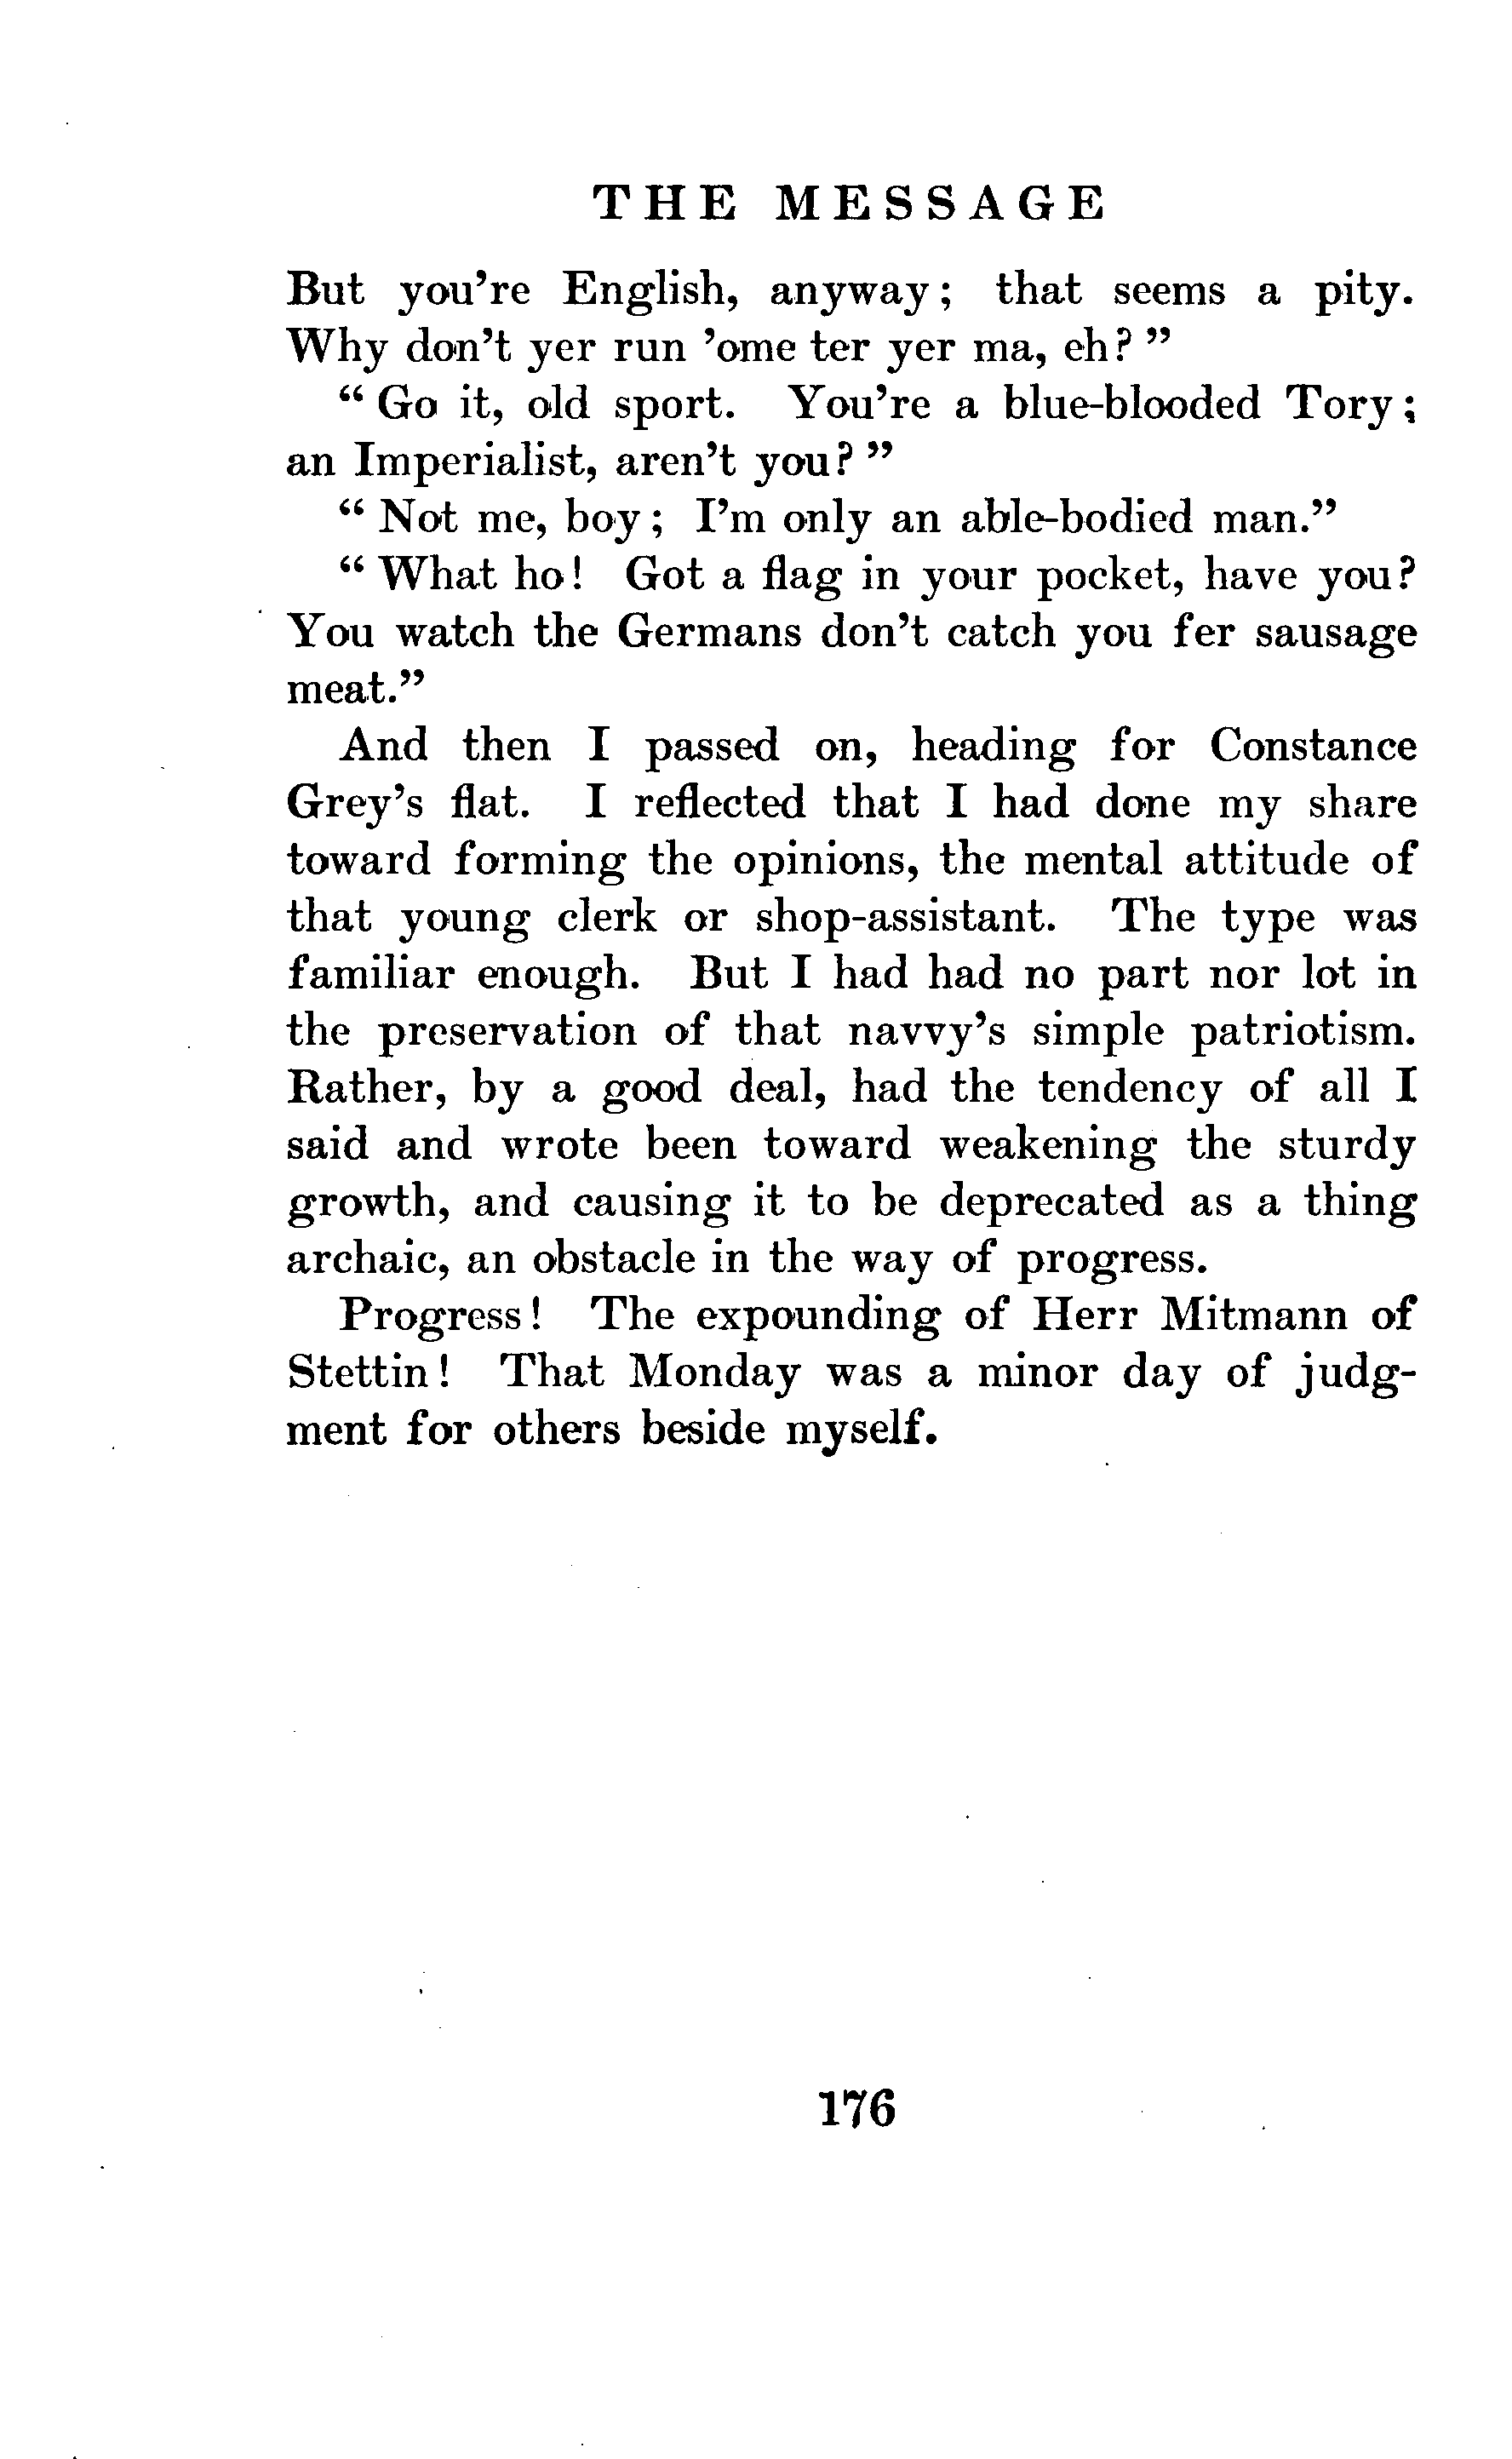 THE MESSAGE
But you're English, anyway; that seems a pity.
Why don't yer run 'ome ter yer ma, eh?"
"Go it, old sport. You're a blue-blooded Tory;
an Imperialist, aren't you?"
"Not me, boy; I'm only an able-bodied man."
"What ho! Got a flag in your pocket, have you?
You watch the Germans don't catch you fer sausage
meat."
And then I passed on, heading for Constance
Grey's flat. I reflected that I had done my share
toward forming the opinions, the mental attitude of
that young clerk or shop-assistant. The type was
familiar enough. But I had had no part nor lot in
the preservation of that navvy's simple patriotism.
Rather, by a good deal, had the tendency of all I
said and wrote been toward weakening the sturdy
growth, and causing it to be deprecated as a thing
archaic, an obstacle in the way of progress.
Progress! The expounding of Herr Mitmann of
Stettin! That Monday was a minor day of judg-
ment for others beside myself.
176